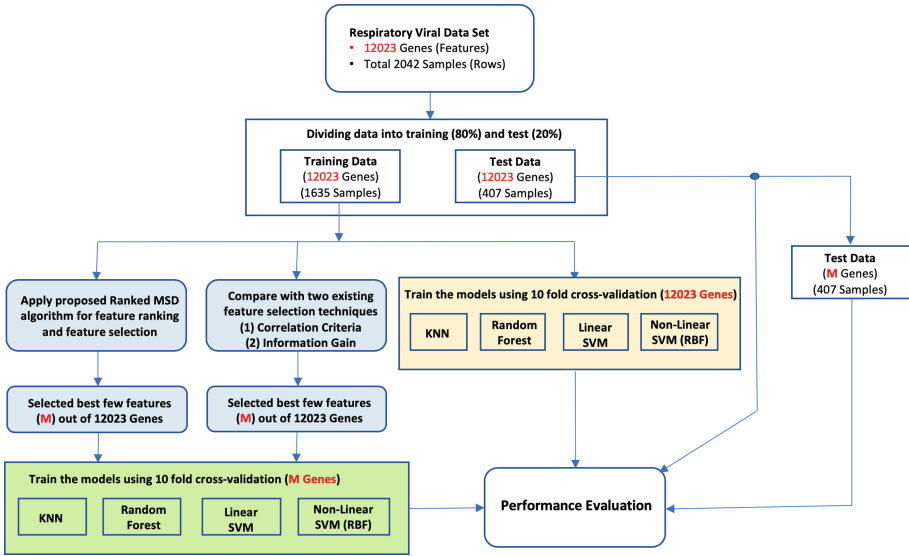 Respiratory Viral Data Set
• 12023 Genes (Features)
• Total 2042 Samples (Rows)
Dividing data into training (80%) and test (20%)
Training Data
(12023 Genes)
(1635 Samples)
Test Data
(12023 Genes)
(407 Samples)
Test Data
(M Genes)
(407 Samples)
Apply proposed Ranked MSD
algorithm for feature ranking
and feature selection
Compare with two existing
feature selection techniques
(1) Correlation Criteria
(2) Information Gain
Train the models using 10 fold cross-validation (12023 Genes)
KNN
Random
Forest
Linear
SVM
Non-Linear
SVM (RBF)
Selected best few features
(M) out of 12023 Genes
Selected best few features
(M) out of 12023 Genes
Train the models using 10 fold cross-validation (M Genes)
KNN
Random
Forest
Linear
SVM
Non-Linear
SVM (RBF)
Performance Evaluation